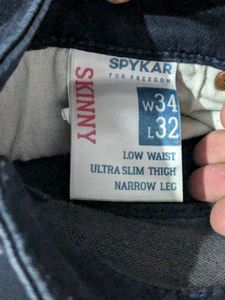 SPYKAR
FOR FREEDOM
SKINNY
W34
L32
LOW WAIST
ULTRA SLIM THIGH
NARROW LEG